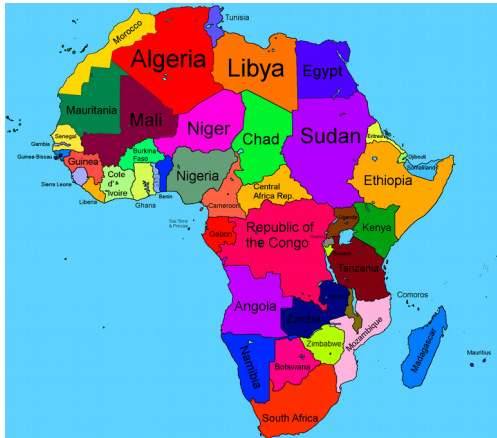 Tunisia
Morocco
Algeria
Libya
Egypt
Mauritania
Mali
Niger
Chad
Sudan
Eritrea
Senegal
Gambia
Guinea-Bissau
Guinea
Burkina
Faso
Djibouti
Somaliland
Sierra Leone
Cote
d'
Ivoire
Nigeria
Ethiopia
Benin
Liberia
Ghana
Central
Africa Rep.
Cameroon
Sao Tome
& Principe
Gabon
Republic of
the Congo
Uganda
Kenya
Tanzania
Comoros
Angola
Zambia
Mozambique
Zimbabwe
Madagascar
Mauritius
Namibia
Botswana
South Africa